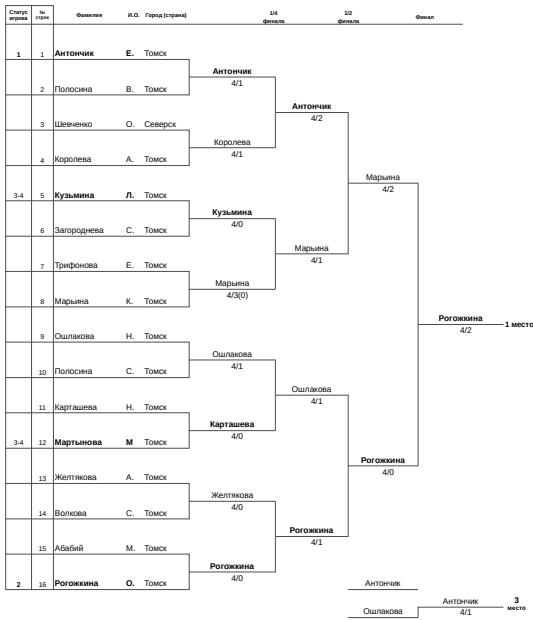 Статус игрока № строк Фамилия И.О. Город (страна) 1/4 финала 1/2 финала Финал
1 1 Антончик Е. Томск
Антончик
4/1
2 Полосина В. Томск
Антончик
4/2
3 Шевченко О. Северск
Королева
4/1
4 Королева А. Томск
Марьина
4/2
3-4 5 Кузьмина Л. Томск
Кузьмина
4/0
6 Загороднева С. Томск
Марьина
4/1
7 Трифонова Е. Томск
Марьина
4/3(0)
8 Марьина К. Томск
Рогожкина 1 место
4/2
9 Ошлакова Н. Томск
Ошлакова
4/1
10 Полосина С. Томск
Ошлакова
4/1
11 Карташева Н. Томск
Карташева
4/0
3-4 12 Мартынова М Томск
Рогожкина
4/0
13 Желтякова А. Томск
Желтякова
4/0
14 Волкова С. Томск
Рогожкина
4/1
15 Абабий М. Томск
Рогожкина
4/0
2 16 Рогожкина О. Томск
Антончик
Антончик 3 место
4/1
Ошлакова